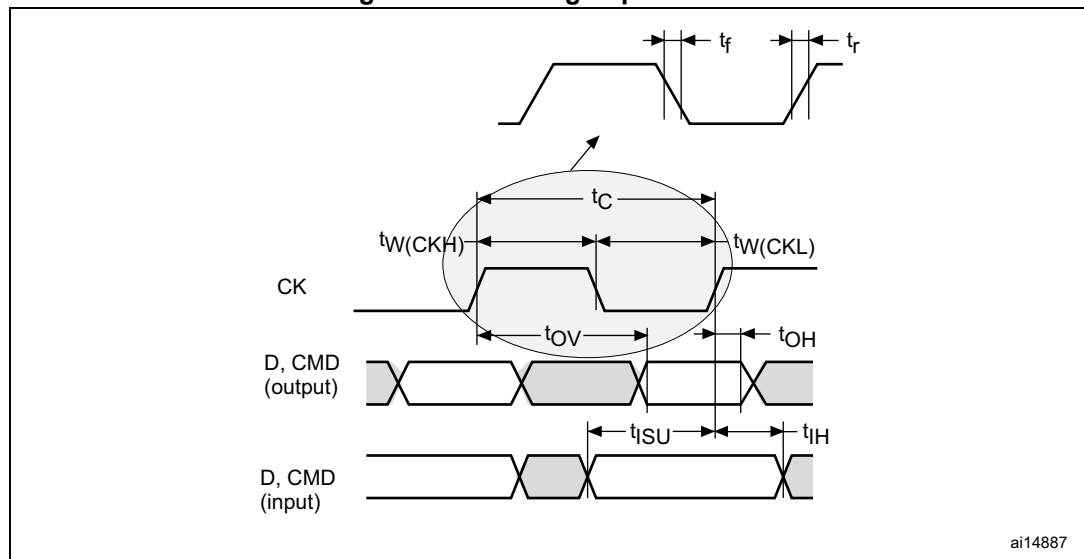 tf
tr
tC
tW(CKH)
tW(CKL)
CK
tOV
tOH
D, CMD
(output)
tISU
tIH
D, CMD
(input)
ai14887